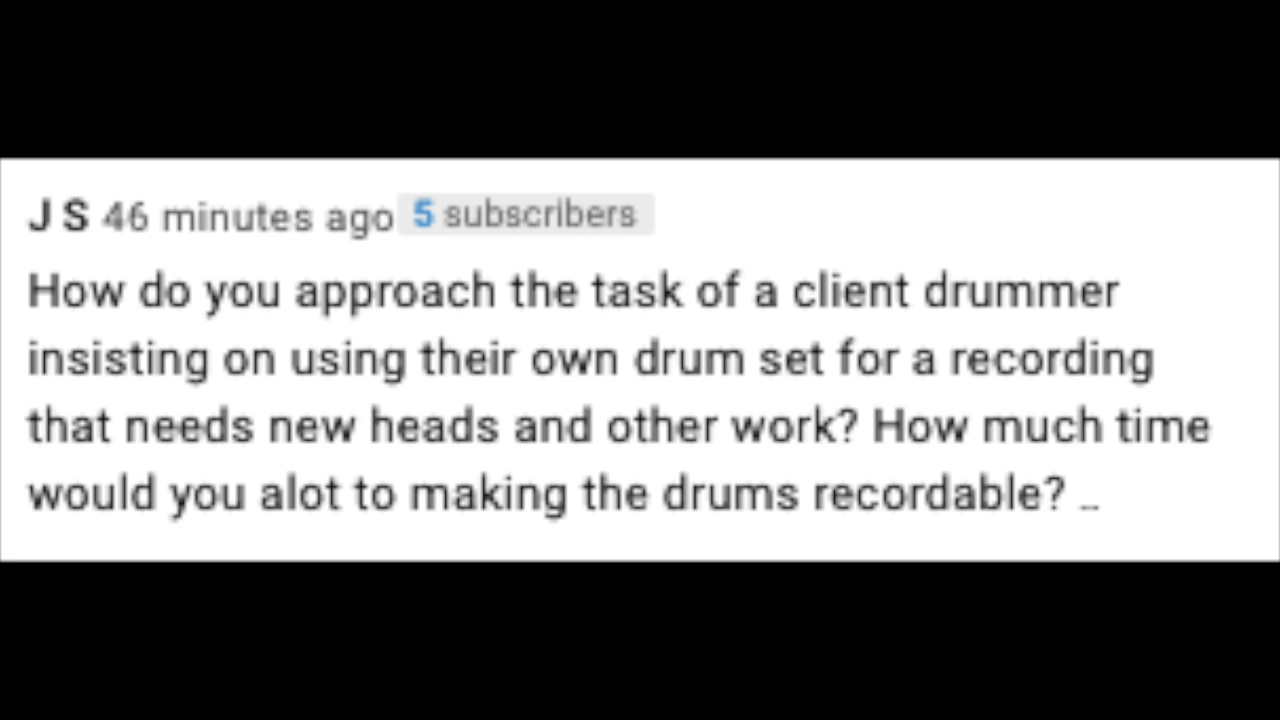 J S 46 minutes ago 5 subscribers
How do you approach the task of a client drummer
insisting on using their own drum set for a recording
that needs new heads and other work? How much time
would you alot to making the drums recordable? ..